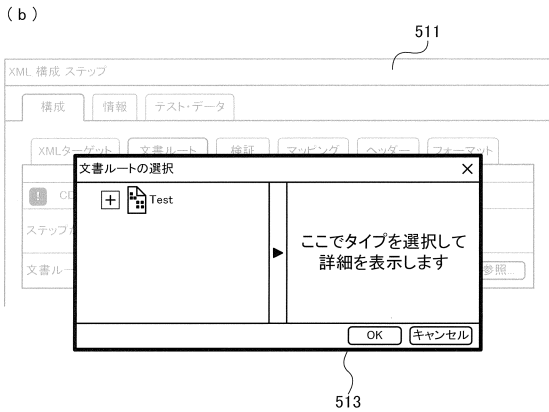 (b)
511
XML 構成 ステップ
構成 情報 テスト・データ
XMLターゲット 文書ルート 検証 マッピング ヘッダー フォーマット
文書ルートの選択 ×
! CD
+ Test
ステップ
ここでタイプを選択して
詳細を表示します
文書ルー 参照...
OK キャンセル
513